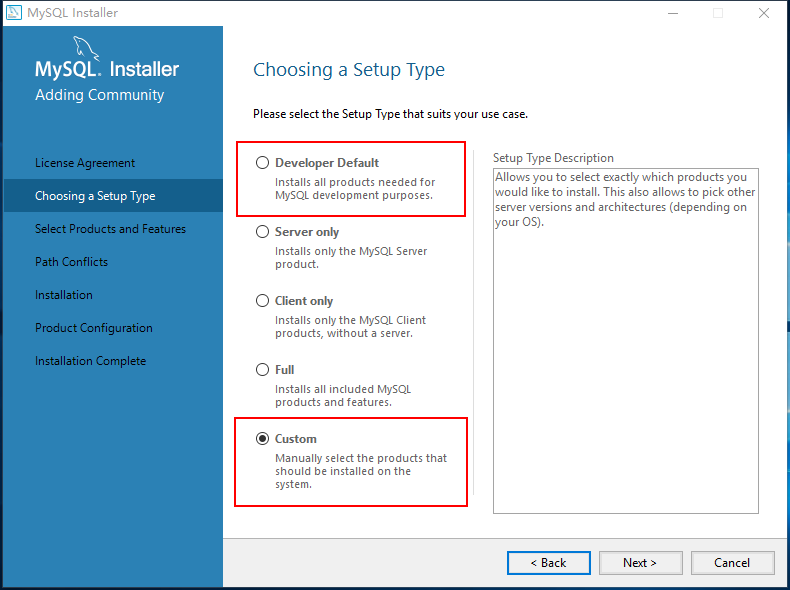 MySQL Installer
MySQL. Installer
Adding Community
License Agreement
Choosing a Setup Type
Select Products and Features
Path Conflicts
Installation
Product Configuration
Installation Complete
Choosing a Setup Type
Please select the Setup Type that suits your use case.
Developer Default
Installs all products needed for
MySQL development purposes.
Server only
Installs only the MySQL Server
product.
Client only
Installs only the MySQL Client
products, without a server.
Full
Installs all included MySQL
products and features.
Custom
Manually select the products that
should be installed on the
system.
Setup Type Description
Allows you to select exactly which products you
would like to install. This also allows to pick other
server versions and architectures (depending on
your OS).
< Back
Next >
Cancel